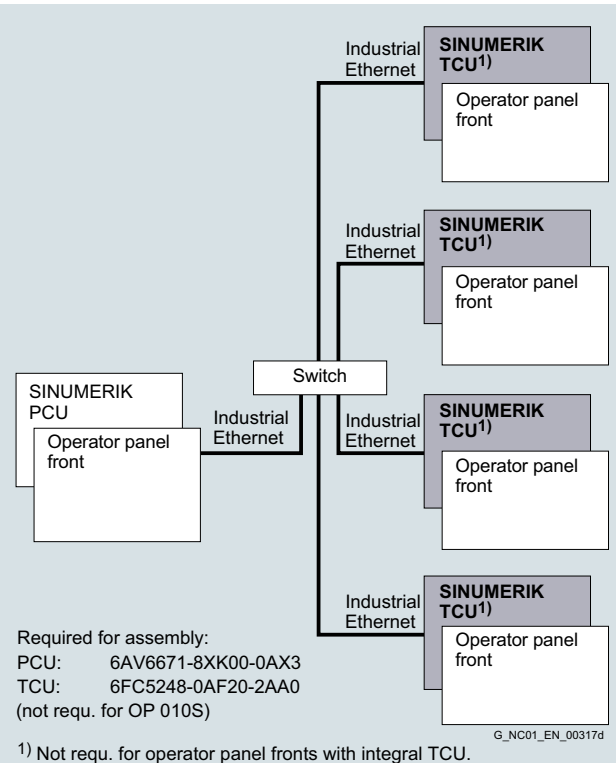 Industrial
Ethernet
SINUMERIK
TCU1)
Operator panel
front
Industrial
Ethernet
SINUMERIK
TCU1)
Operator panel
front
Switch
SINUMERIK
PCU
Operator panel
front
Industrial
Ethernet
Industrial
Ethernet
SINUMERIK
TCU1)
Operator panel
front
Industrial
Ethernet
SINUMERIK
TCU1)
Operator panel
front
Required for assembly:
PCU: 6AV6671-8XK00-0AX3
TCU: 6FC5248-0AF20-2AA0
(not requ. for OP 010S)
G_NC01_EN_00317d
1) Not requ. for operator panel fronts with integral TCU.